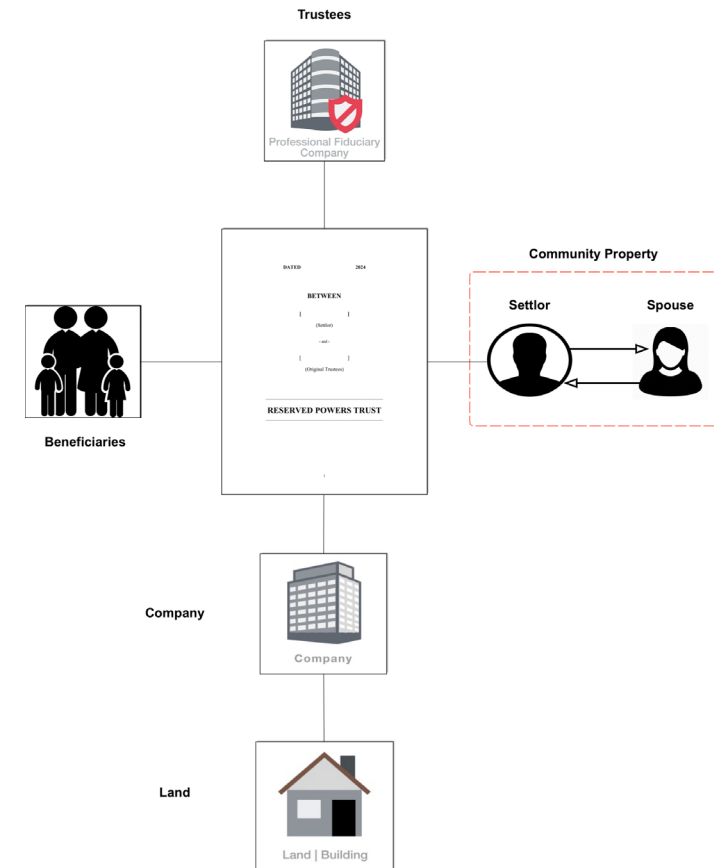 Trustees
Professional Fiduciary
Company
DATED 2024
BETWEEN
[ ]
(Settlor)
- and -
[ ]
(Original Trustees)
RESERVED POWERS TRUST
1
Community Property
Settlor Spouse
Beneficiaries
Company
Company
Land
Land | Building